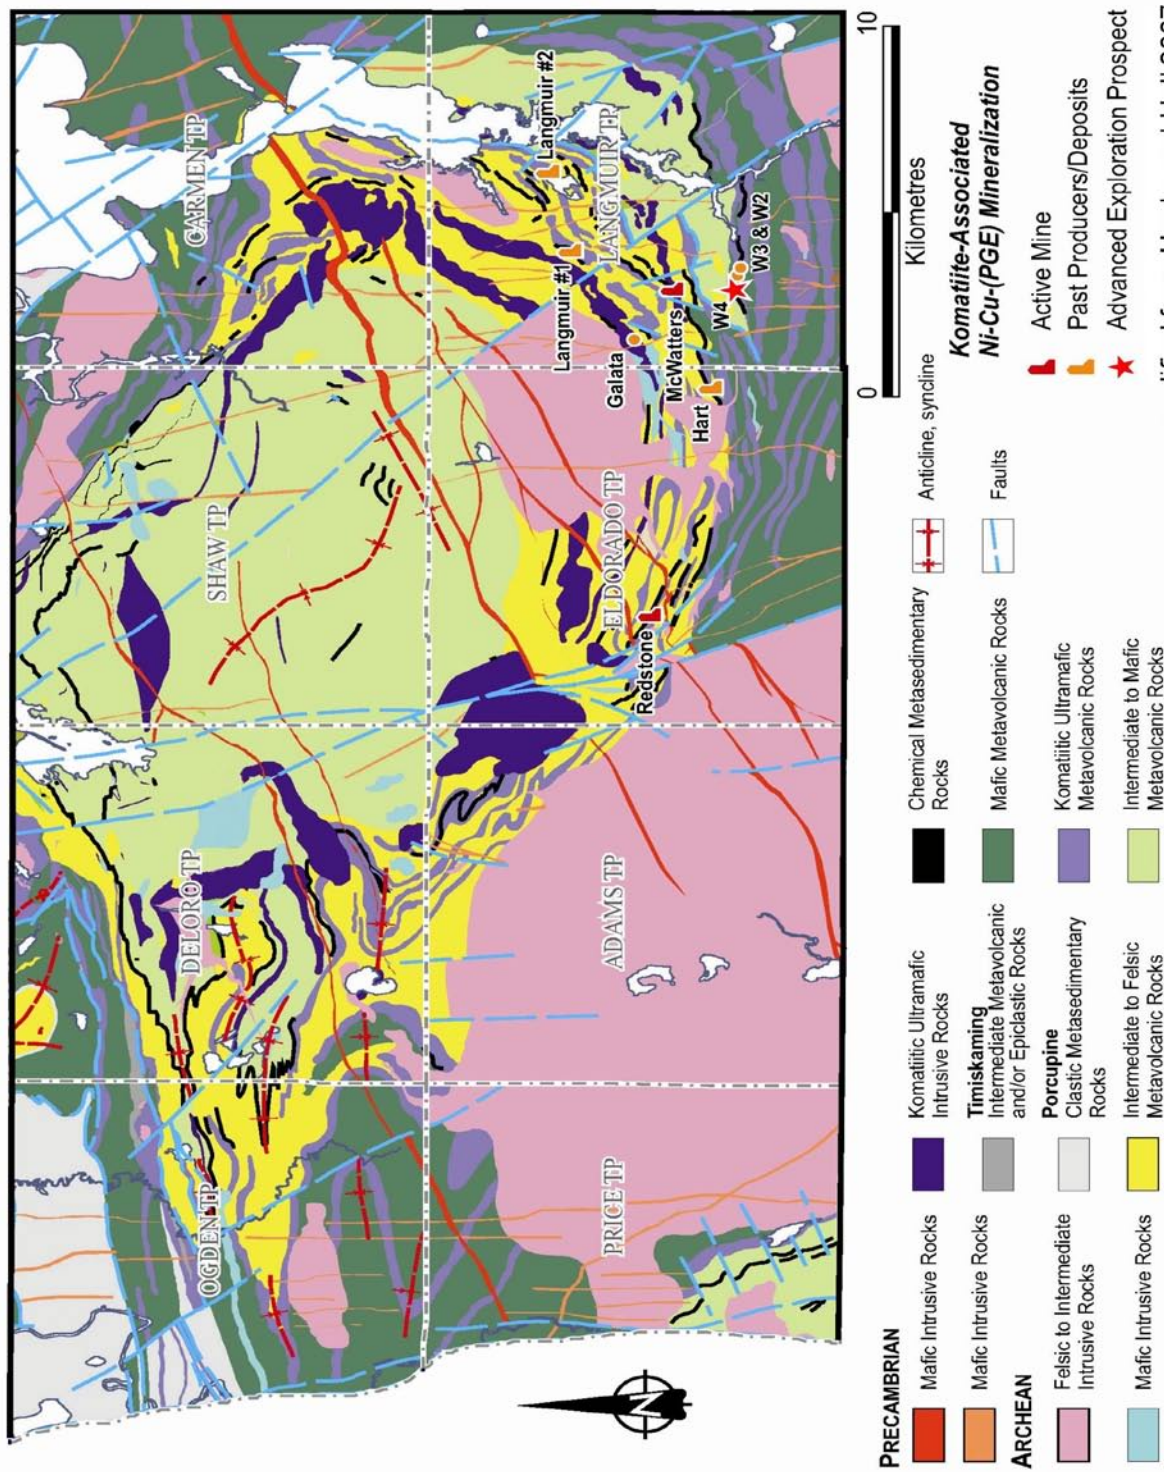 CARMEN TP
SHAW TP
DELORO TP
OGDEN TP
LANGMUIR TP
ELDORADO TP
ADAMS TP
PRICE TP
Langmuir #2
Langmuir #1
Galata
McWatters
Hart
W4
W3 & W2
Redstone
N
0
10
Kilometres
PRECAMBRIAN
Mafic Intrusive Rocks
Mafic Intrusive Rocks
ARCHEAN
Felsic to Intermediate
Intrusive Rocks
Mafic Intrusive Rocks
Komatiitic Ultramafic
Intrusive Rocks
Timiskaming
Intermediate Metavolcanic
and/or Epiclastic Rocks
Porcupine
Clastic Metasedimentary
Rocks
Intermediate to Felsic
Metavolcanic Rocks
Chemical Metasedimentary
Rocks
Mafic Metavolcanic Rocks
Komatiitic Ultramafic
Metavolcanic Rocks
Intermediate to Mafic
Metavolcanic Rocks
Anticline, syncline
Faults
Komatiite-Associated
Ni-Cu-(PGE) Mineralization
Active Mine
Past Producers/Deposits
Advanced Exploration Prospect